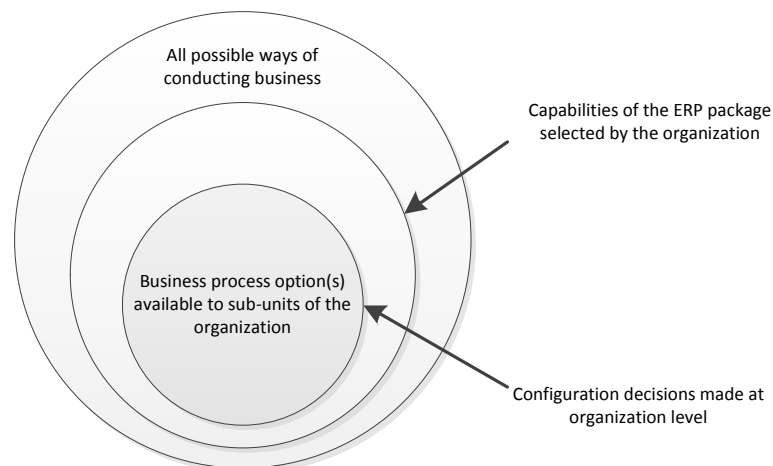 All possible ways of
conducting business
Capabilities of the ERP package
selected by the organization
Business process option(s)
available to sub-units of the
organization
Configuration decisions made at
organization level